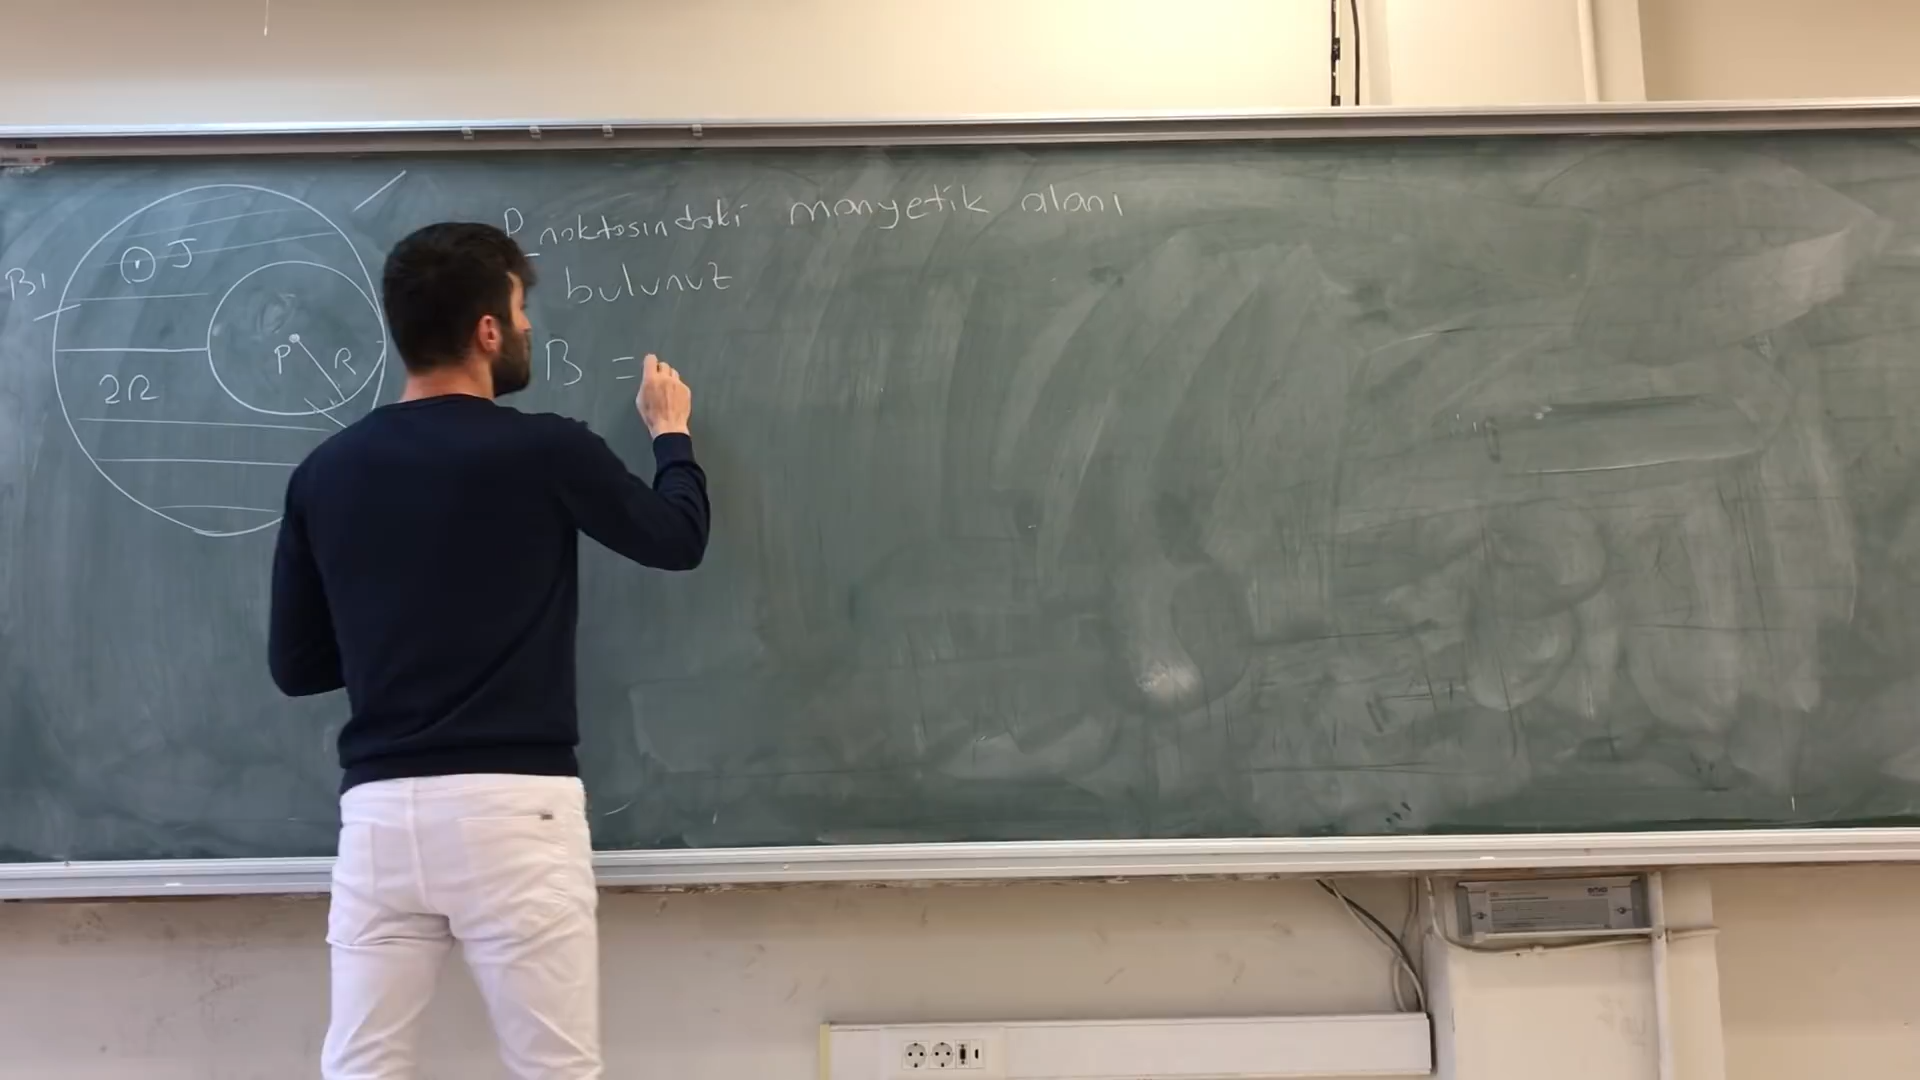 P noktasındaki manyetik alanı
bulunuz
B =
B1
J
P
R
2R